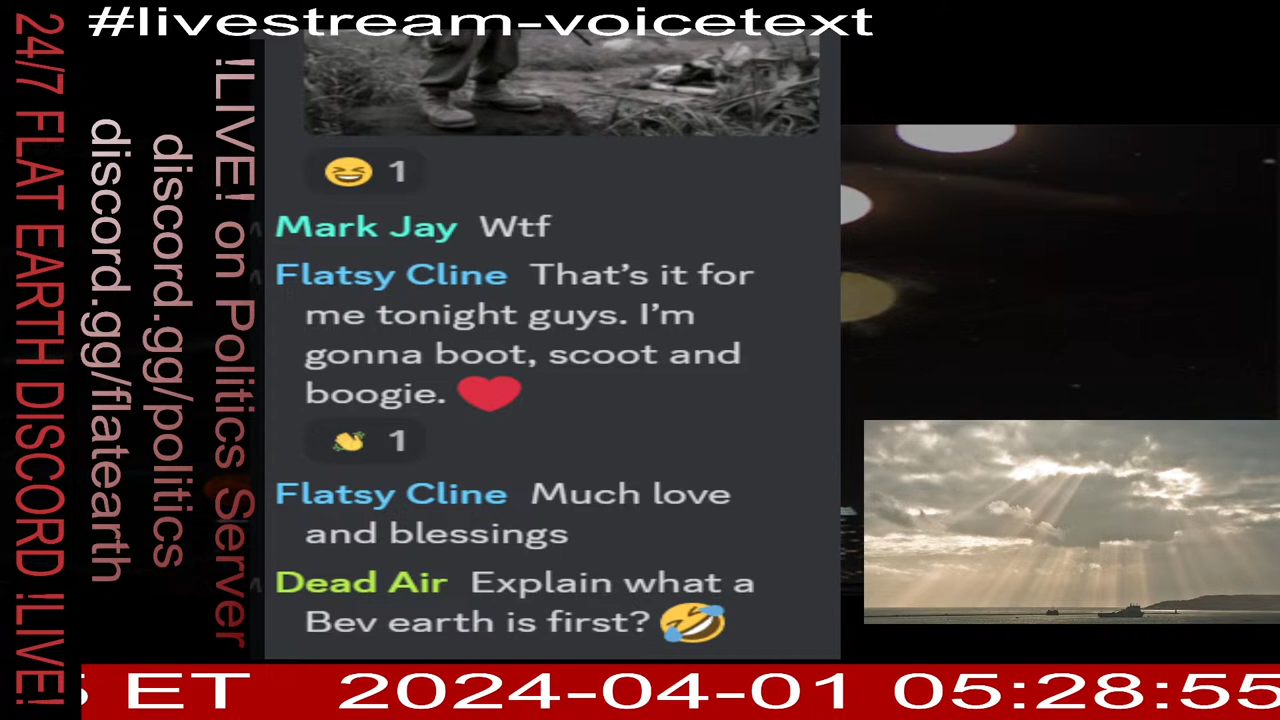 #livestream-voicetext
24/7 FLAT EARTH DISCORD !LIVE!
discord.gg/flatearth
discord.gg/politics
!LIVE! on Politics Server
1
Mark Jay Wtf
Flatsy Cline That’s it for
me tonight guys. I’m
gonna boot, scoot and
boogie. ❤️
1
Flatsy Cline Much love
and blessings
Dead Air Explain what a
Bev earth is first? 🤣
ET 2024-04-01 05:28:55